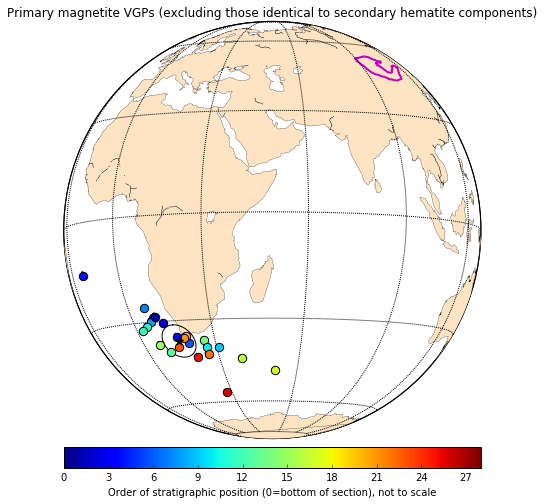 Primary magnetite VGPs (excluding those identical to secondary hematite components)
0 3 6 9 12 15 18 21 24 27
Order of stratigraphic position (0=bottom of section), not to scale